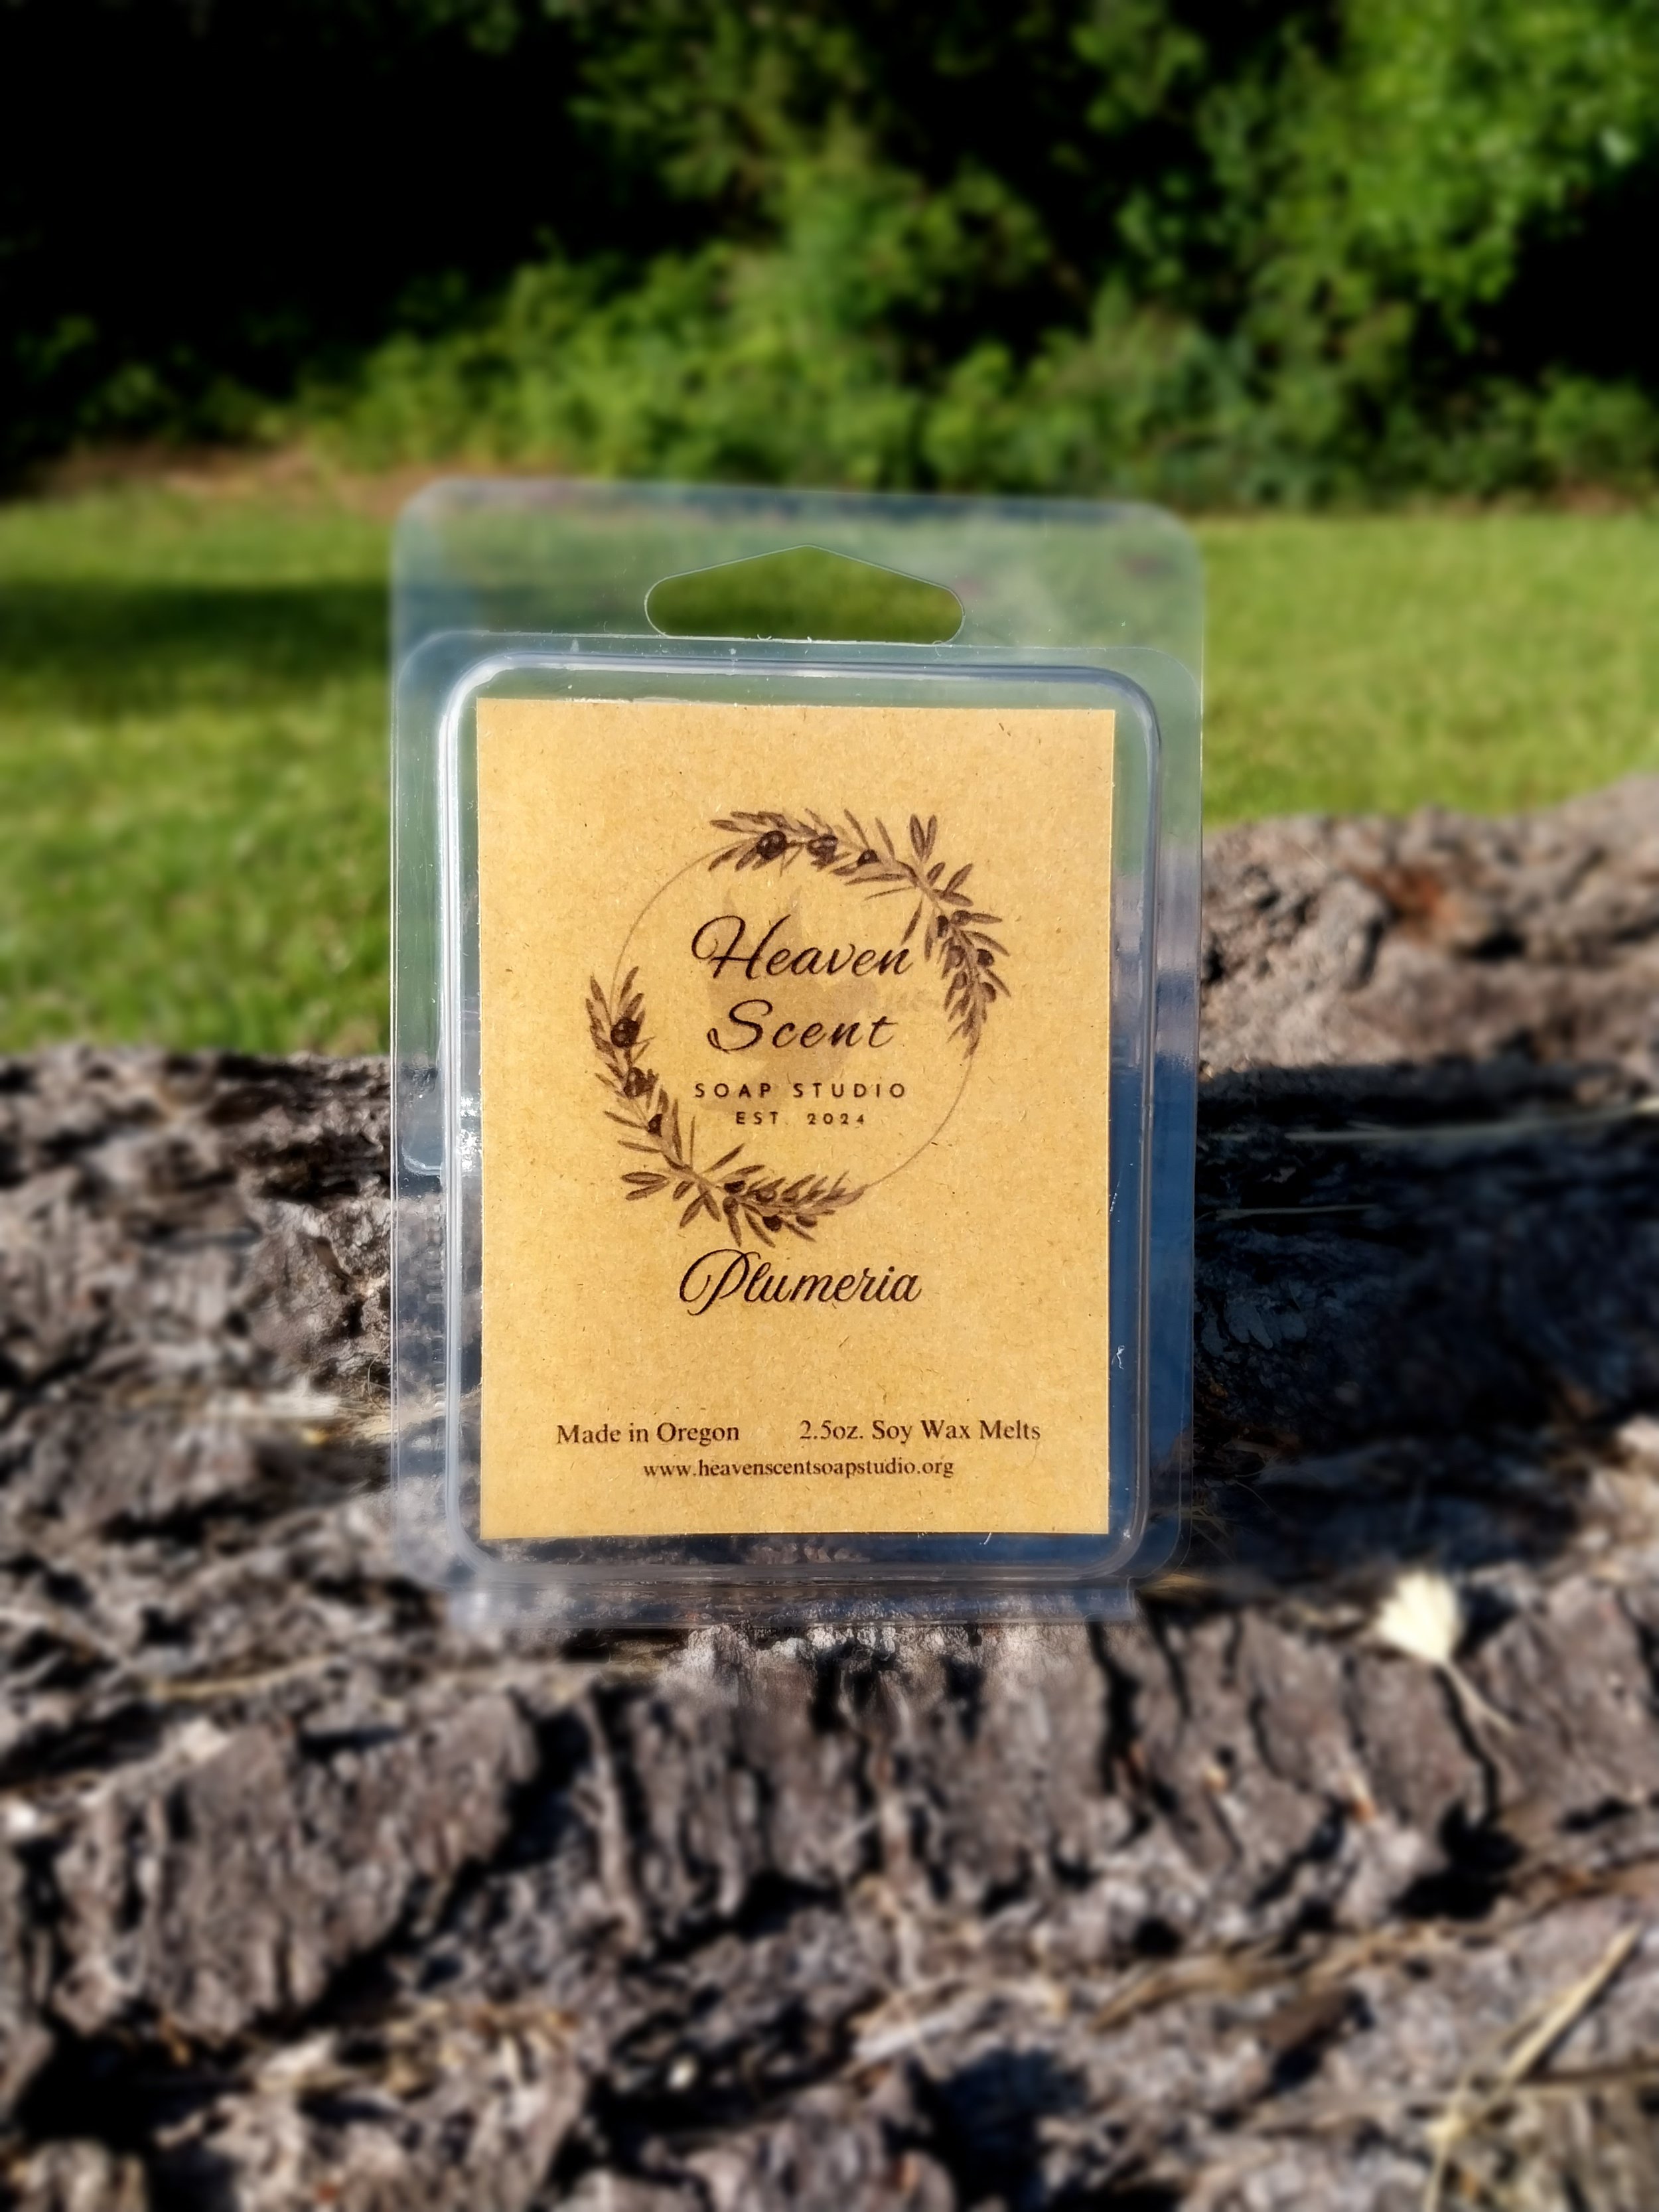 Heaven
Scent
SOAP STUDIO
EST. 2024
Plumeria
Made in Oregon 2.5oz. Soy Wax Melts
www.heavenscentsoapstudio.org